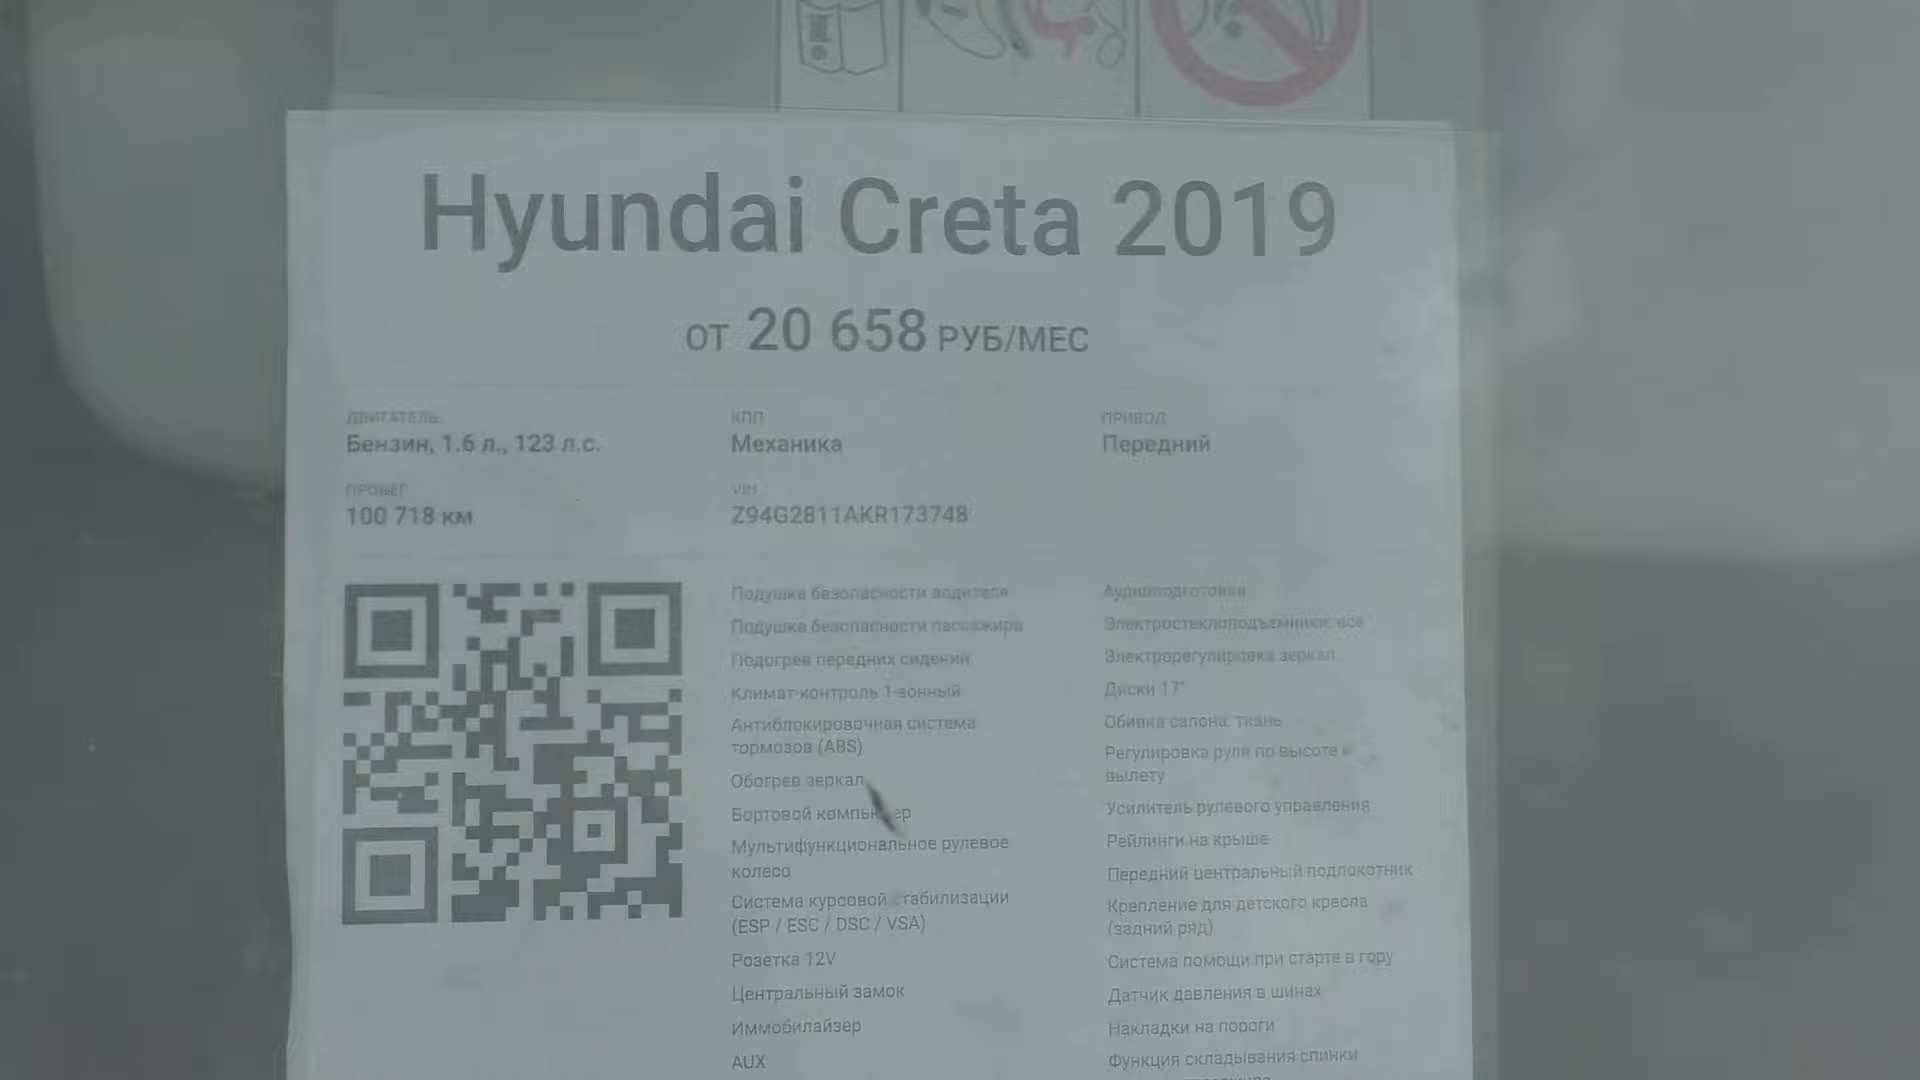 Hyundai Creta 2019
ОТ 20 658 РУБ/МЕС
ДВИГАТЕЛЬ
КПП
ПРИВОД
Бензин, 1.6 л., 123 л.с.
Механика
Передний
ПРОБЕГ
VIN
100 718 км
Z94G2811AKR173748
Подушка безопасности водителя
Подушка безопасности пассажира
Подогрев передних сидений
Климат-контроль 1-зонный
Антиблокировочная система
тормозов (ABS)
Обогрев зеркал
Бортовой компьютер
Мультифункциональное рулевое
колесо
Система курсовой стабилизации
(ESP / ESC / DSC / VSA)
Розетка 12V
Центральный замок
Иммобилайзер
AUX
Аудиоподготовка
Электростеклоподъемники: все
Электрорегулировка зеркал
Диски 17"
Обивка салона: ткань
Регулировка руля по высоте и
вылету
Усилитель рулевого управления
Рейлинги на крыше
Передний центральный подлокотник
Крепление для детского кресла
(задний ряд)
Система помощи при старте в гору
Датчик давления в шинах
Накладки на пороги
Функция складывания спинки